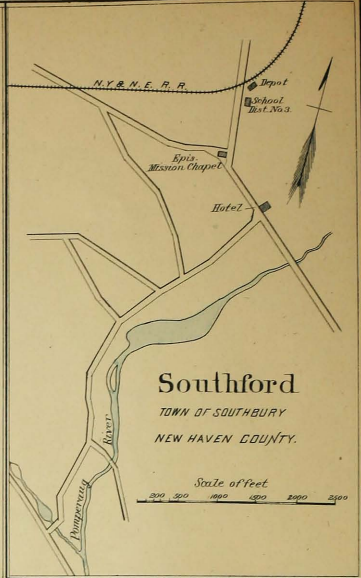 N.Y. & N.E. R.R.
Depot
School
Dist. No 3.
Epis.
Mission Chapel
Hotel
Southford
TOWN OF SOUTHBURY
NEW HAVEN COUNTY.
Pomperaug
River
Scale of feet
200 500 1000 1500 2000 2500